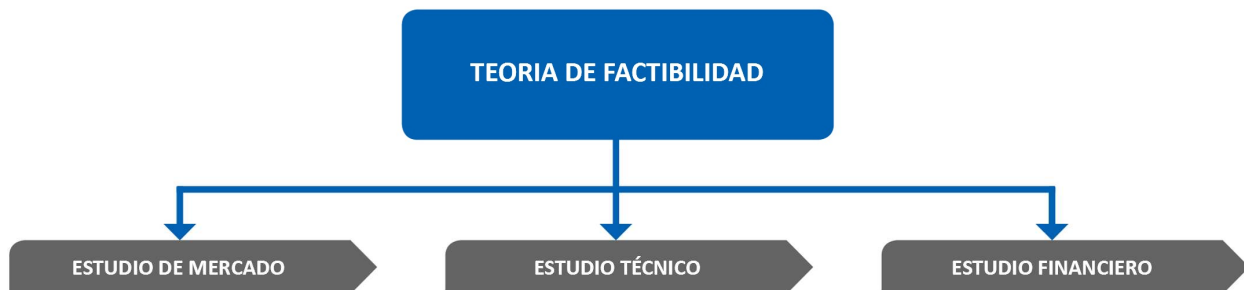 TEORIA DE FACTIBILIDAD
ESTUDIO DE MERCADO
ESTUDIO TÉCNICO
ESTUDIO FINANCIERO